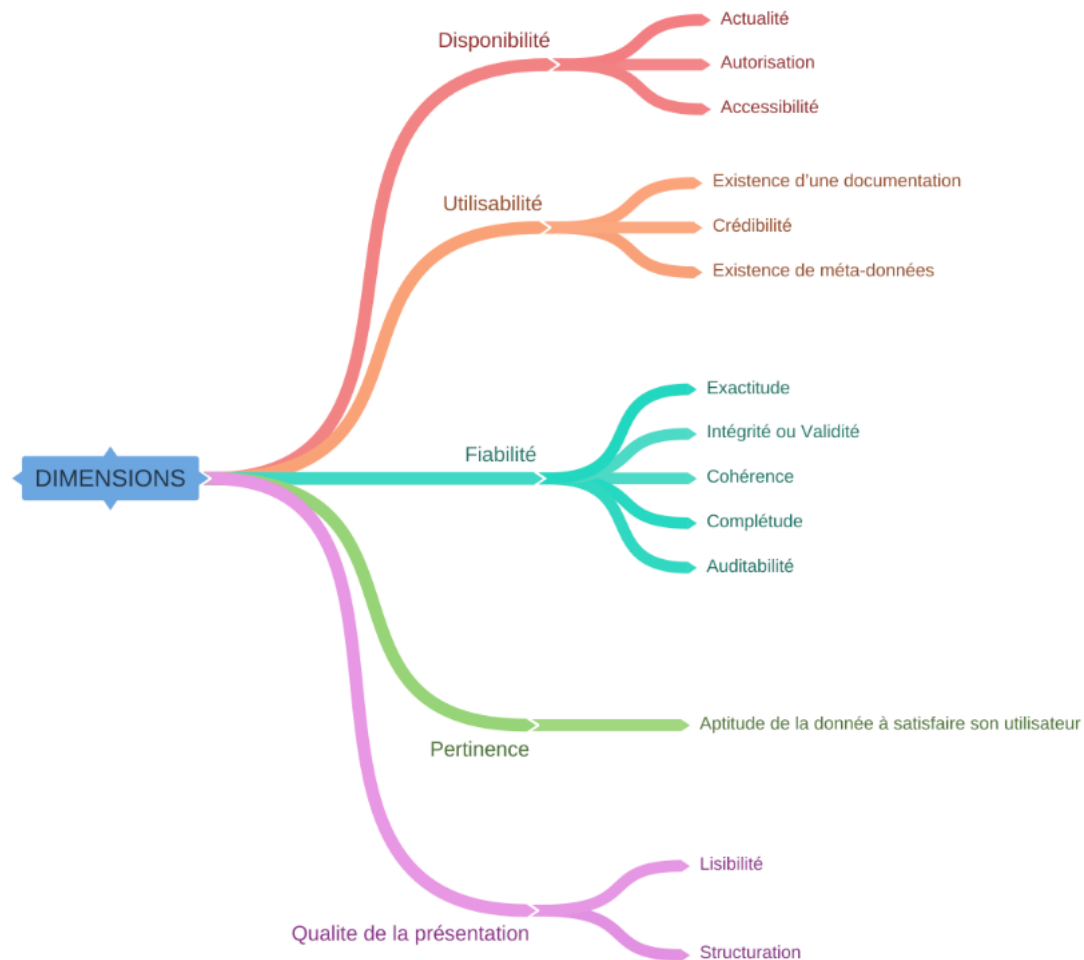 DIMENSIONS
Disponibilité
Actualité
Autorisation
Accessibilité
Utilisabilité
Existence d’une documentation
Crédibilité
Existence de méta-données
Fiabilité
Exactitude
Intégrité ou Validité
Cohérence
Complétude
Auditabilité
Pertinence
Aptitude de la donnée à satisfaire son utilisateur
Qualite de la présentation
Lisibilité
Structuration